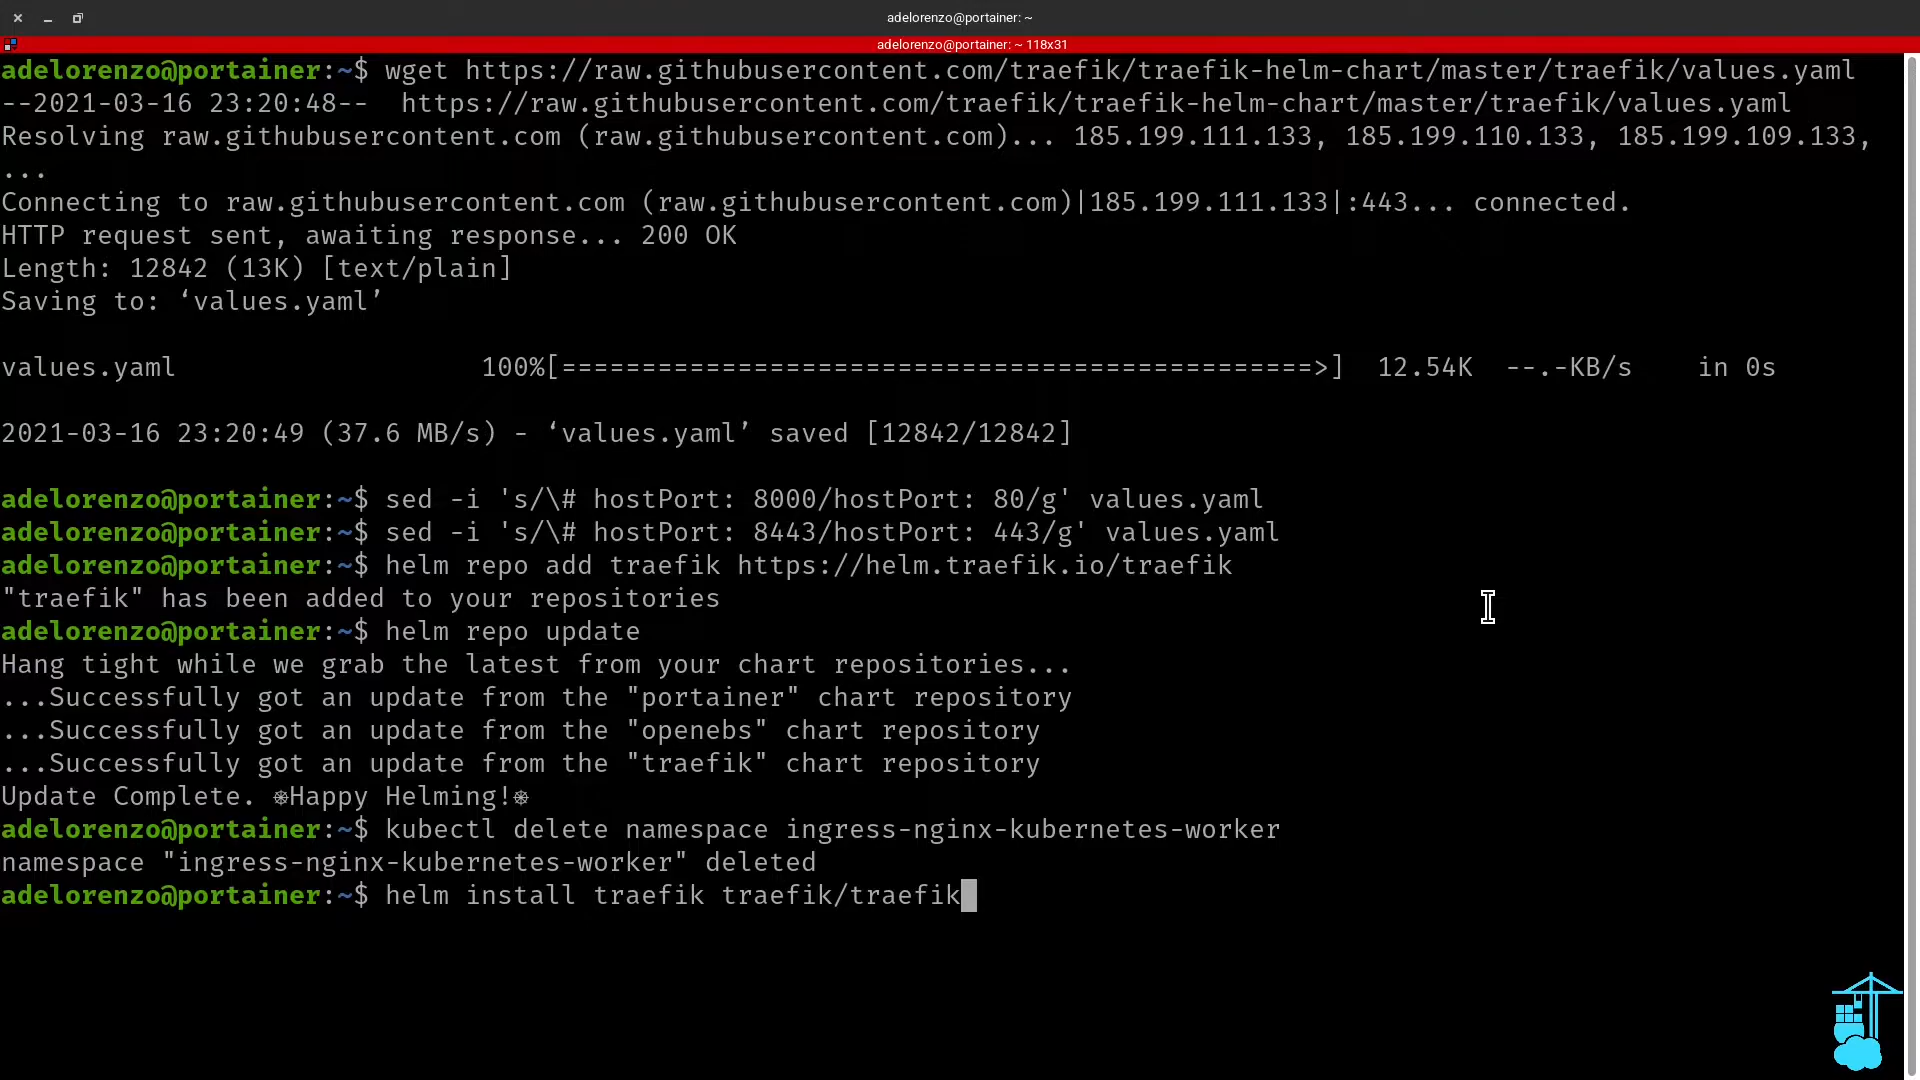 adelorenzo@portainer: ~
adelorenzo@portainer: ~ 118x31
adelorenzo@portainer:~$ wget https://raw.githubusercontent.com/traefik/traefik-helm-chart/master/traefik/values.yaml
--2021-03-16 23:20:48--  https://raw.githubusercontent.com/traefik/traefik-helm-chart/master/traefik/values.yaml
Resolving raw.githubusercontent.com (raw.githubusercontent.com)... 185.199.111.133, 185.199.110.133, 185.199.109.133,
...
Connecting to raw.githubusercontent.com (raw.githubusercontent.com)|185.199.111.133|:443... connected.
HTTP request sent, awaiting response... 200 OK
Length: 12842 (13K) [text/plain]
Saving to: ‘values.yaml’
values.yaml                   100%[===============================================>]  12.54K  --.-KB/s    in 0s
2021-03-16 23:20:49 (37.6 MB/s) - ‘values.yaml’ saved [12842/12842]
adelorenzo@portainer:~$ sed -i 's/\# hostPort: 8000/hostPort: 80/g' values.yaml
adelorenzo@portainer:~$ sed -i 's/\# hostPort: 8443/hostPort: 443/g' values.yaml
adelorenzo@portainer:~$ helm repo add traefik https://helm.traefik.io/traefik
"traefik" has been added to your repositories
adelorenzo@portainer:~$ helm repo update
Hang tight while we grab the latest from your chart repositories...
...Successfully got an update from the "portainer" chart repository
...Successfully got an update from the "openebs" chart repository
...Successfully got an update from the "traefik" chart repository
Update Complete. ⎈Happy Helming!⎈
adelorenzo@portainer:~$ kubectl delete namespace ingress-nginx-kubernetes-worker
namespace "ingress-nginx-kubernetes-worker" deleted
adelorenzo@portainer:~$ helm install traefik traefik/traefik